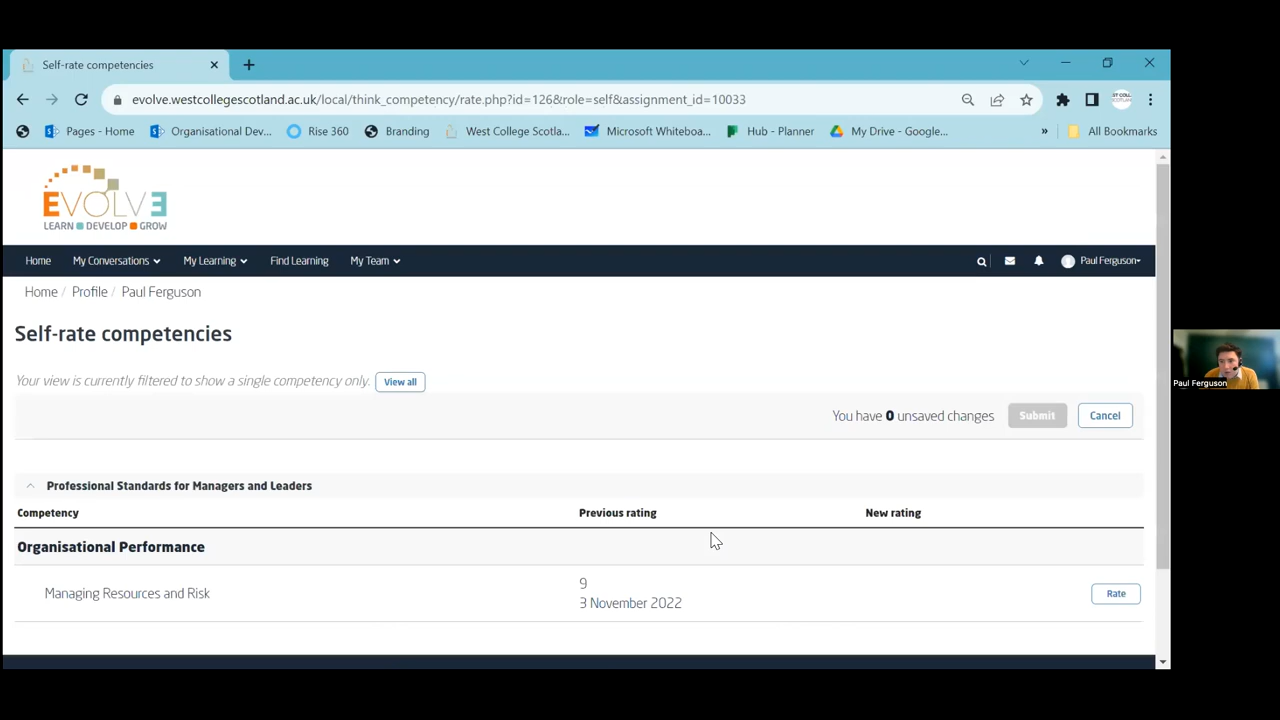 Self-rate competencies
evolve.westcollegescotland.ac.uk/local/think_competency/rate.php?id=126&role=self&assignment_id=10033
Pages - Home
Organisational Dev...
Rise 360
Branding
West College Scotla...
Microsoft Whiteboa...
Hub - Planner
My Drive - Google...
»
All Bookmarks
EVOLVE
LEARN DEVELOP GROW
Home
My Conversations
My Learning
Find Learning
My Team
Paul Ferguson
Home / Profile / Paul Ferguson
Self-rate competencies
Your view is currently filtered to show a single competency only. View all
You have 0 unsaved changes Submit Cancel
Professional Standards for Managers and Leaders
Competency Previous rating New rating
Organisational Performance
Managing Resources and Risk
9
3 November 2022
Rate
Paul Ferguson